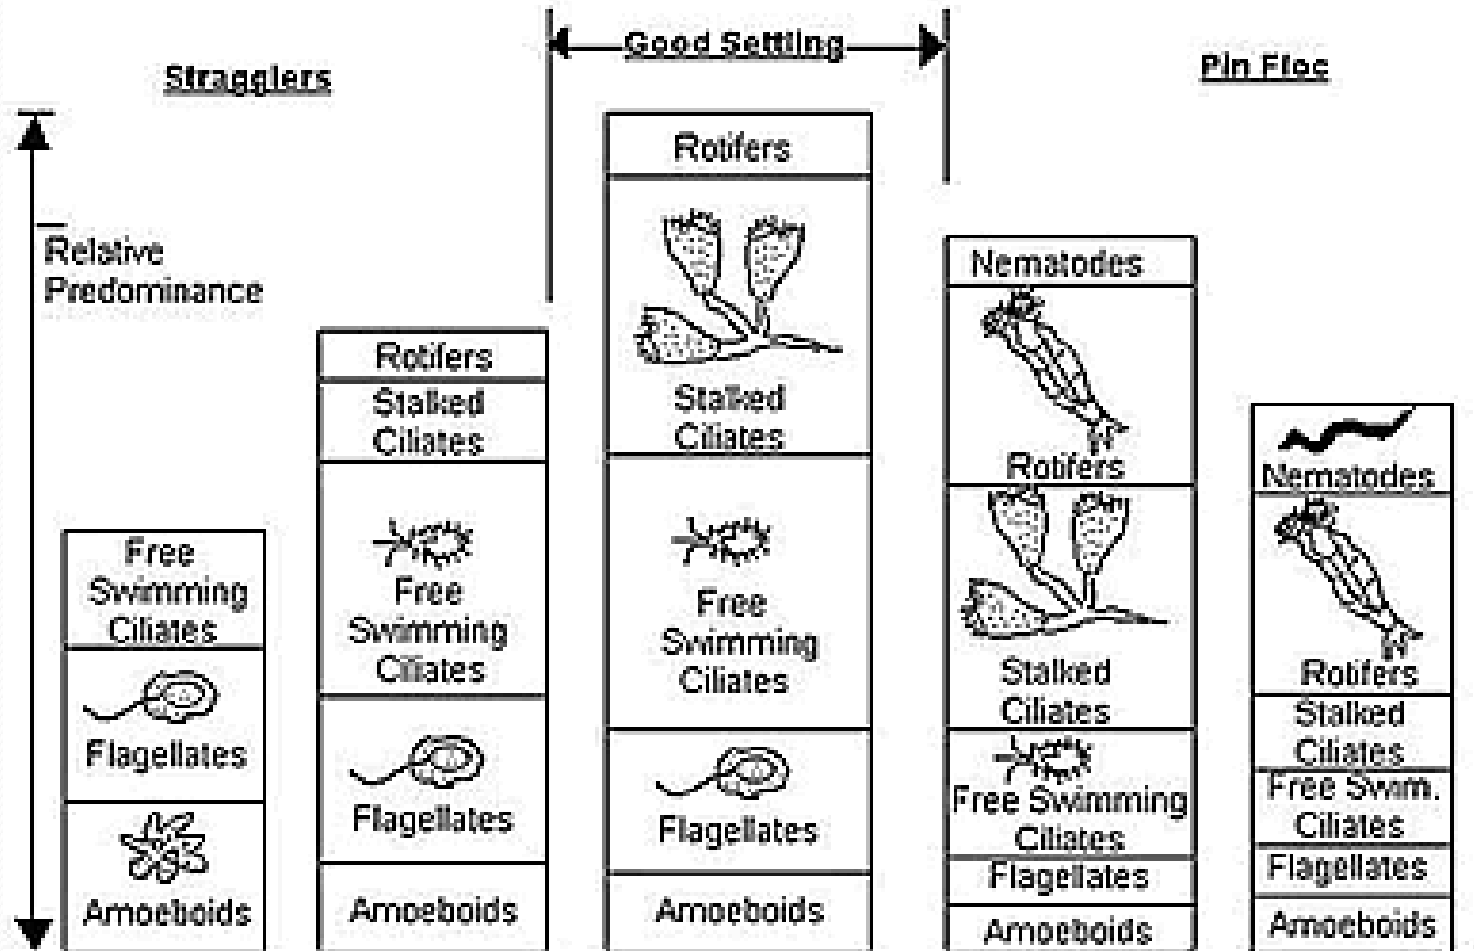 Stragglers
Good Settling
Pin Floc
Relative
Predominance
Free
Swimming
Ciliates
Flagellates
Amoeboids
Rotifers
Stalked
Ciliates
Free
Swimming
Ciliates
Flagellates
Amoeboids
Rotifers
Stalked
Ciliates
Free
Swimming
Ciliates
Flagellates
Amoeboids
Nematodes
Rotifers
Stalked
Ciliates
Free Swimming
Ciliates
Flagellates
Amoeboids
Nematodes
Rotifers
Stalked
Ciliates
Free Swim.
Ciliates
Flagellates
Amoeboids